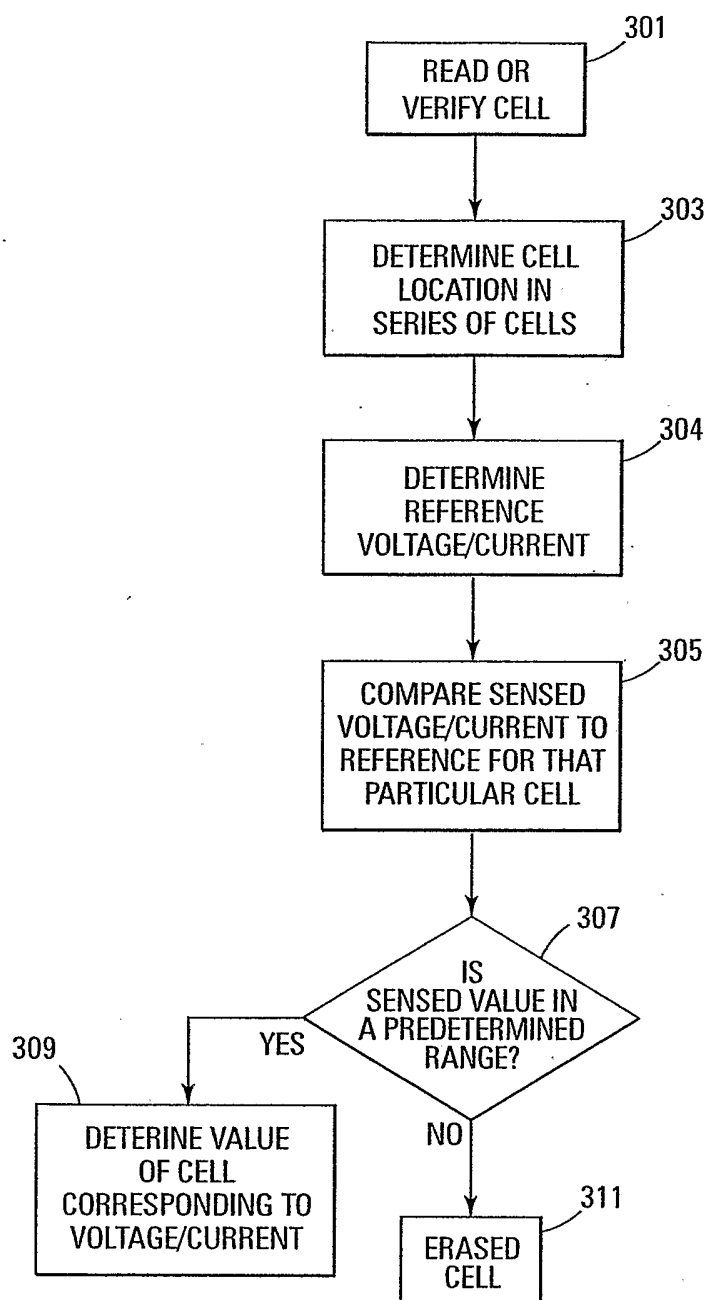 301
READ OR
VERIFY CELL
303
DETERMINE CELL
LOCATION IN
SERIES OF CELLS
304
DETERMINE
REFERENCE
VOLTAGE/CURRENT
305
COMPARE SENSED
VOLTAGE/CURRENT TO
REFERENCE FOR THAT
PARTICULAR CELL
307
IS
SENSED VALUE IN
A PREDETERMINED
RANGE?
YES
309
DETERINE VALUE
OF CELL
CORRESPONDING TO
VOLTAGE/CURRENT
NO
311
ERASED
CELL